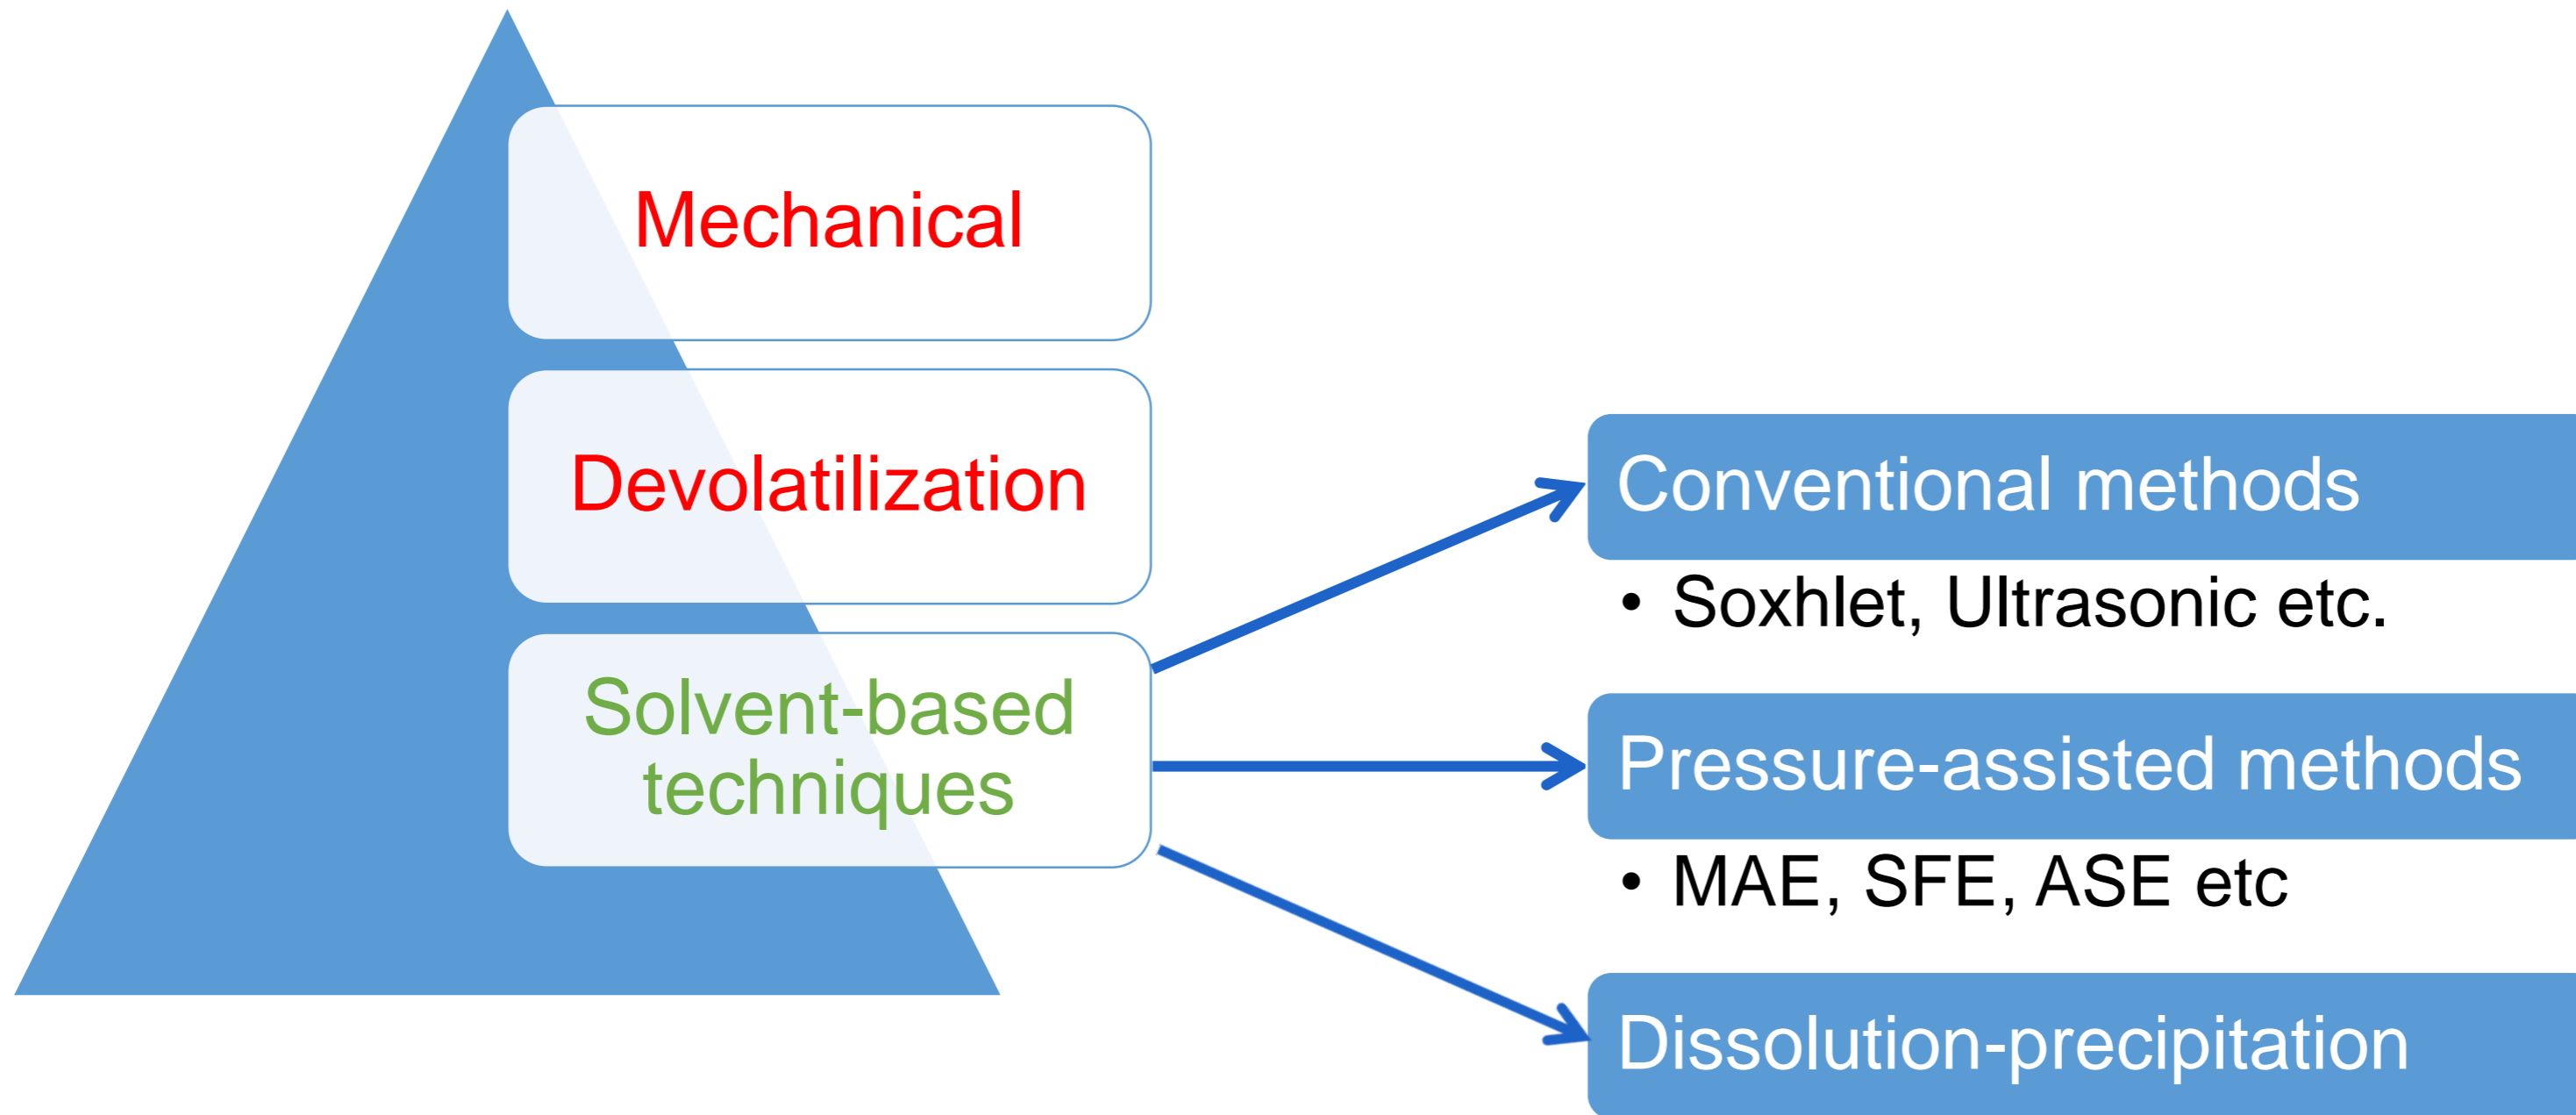 Mechanical
Devolatilization
Solvent-based
techniques
Conventional methods
• Soxhlet, Ultrasonic etc.
Pressure-assisted methods
• MAE, SFE, ASE etc
Dissolution-precipitation